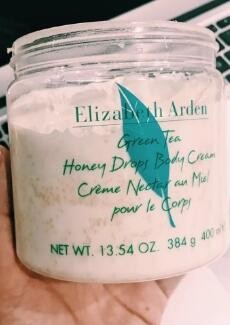 Elizabeth Arden
Green Tea
Honey Drops Body Cream
Crème Nectar au Miel
pour le Corps
NET WT. 13.54 OZ. 384 g 400 ml